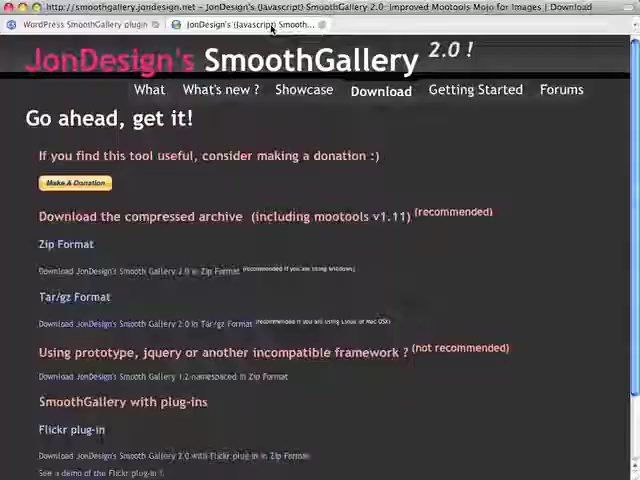 http://smoothgallery.jondesign.net - JonDesign's (Javascript) SmoothGallery 2.0- Improved Mootools Mojo for Images | Download
WordPress SmoothGallery plugin
JonDesign's (Javascript) Smooth...
JonDesign's SmoothGallery 2.0 !
What What's new ? Showcase Download Getting Started Forums
Go ahead, get it!
If you find this tool useful, consider making a donation :)
Make A Donation
Download the compressed archive (including mootools v1.11) (recommended)
Zip Format
Download JonDesign's Smooth Gallery 2.0 in Zip Format (recommended if you are using Windows)
Tar/gz Format
Download JonDesign's Smooth Gallery 2.0 in Tar/gz Format (recommended if you are using Linux or Mac OSX)
Using prototype, jquery or another incompatible framework ? (not recommended)
Download JonDesign's Smooth Gallery 1.2 namespaced in Zip Format
SmoothGallery with plug-ins
Flickr plug-in
Download JonDesign's Smooth Gallery 2.0 with Flickr plug-in in Zip Format
See a demo of the Flickr plug-in !